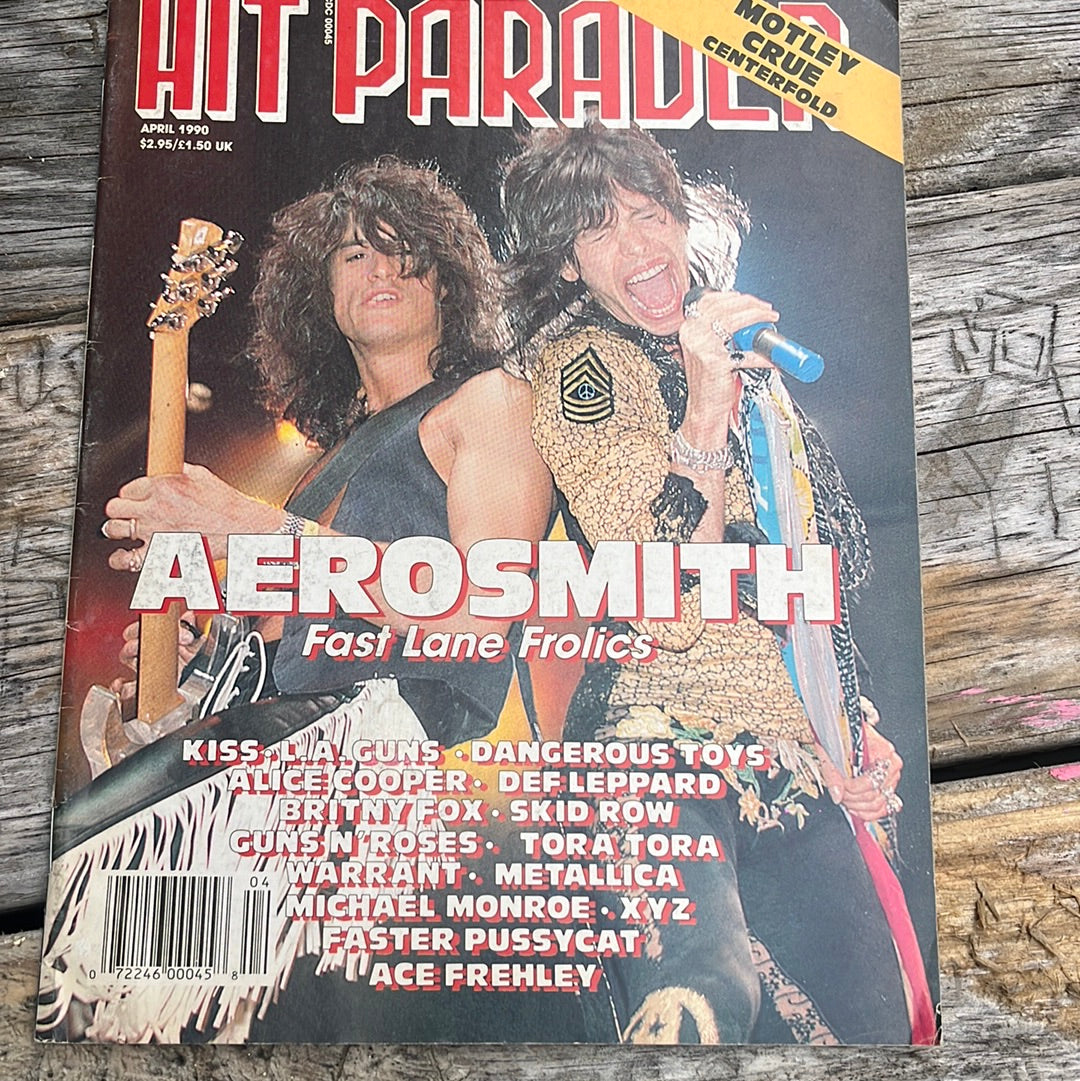 HIT PARADER
CDC 00045
MOTLEY
CRUE
CENTERFOLD
APRIL 1990
$2.95/£1.50 UK
AEROSMITH
Fast Lane Frolics
KISS • L.A. GUNS • DANGEROUS TOYS
ALICE COOPER • DEF LEPPARD
BRITNY FOX • SKID ROW
GUNS N' ROSES • TORA TORA
WARRANT • METALLICA
MICHAEL MONROE • XYZ
FASTER PUSSYCAT
ACE FREHLEY
04
0 72246 00045 8